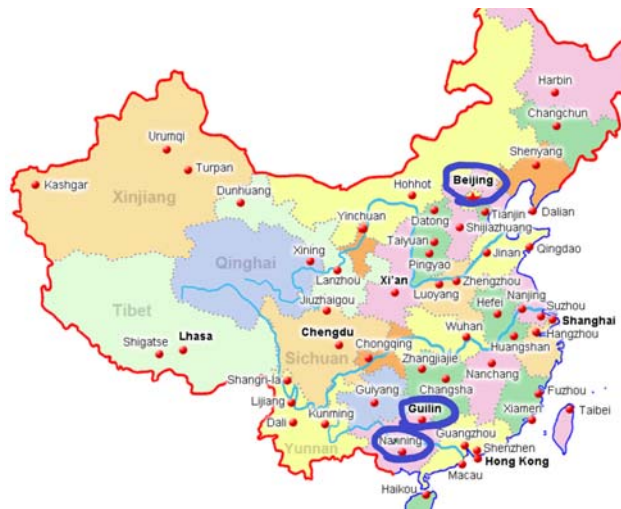 Harbin
Changchun
Urumqi
Shenyang
Turpan
Beijing
Kashgar
Dunhuang
Hohhot
Xinjiang
Datong
Tianjin
Dalian
Yinchuan
Shijiazhuang
Taiyuan
Qingdao
Xining
Jinan
Qinghai
Pingyao
Lanzhou
Xi'an
Zhengzhou
Luoyang
Jiuzhaigou
Hefei
Nanjing
Tibet
Suzhou
Shanghai
Wuhan
Hangzhou
Lhasa
Chengdu
Chongqing
Huangshan
Shigatse
Sichuan
Zhangjiajie
Nanchang
Shangri-la
Changsha
Guiyang
Fuzhou
Lijiang
Guilin
Xiamen
Taibei
Dali
Kunming
Nanning
Guangzhou
Yunnan
Shenzhen
Hong Kong
Macau
Haikou